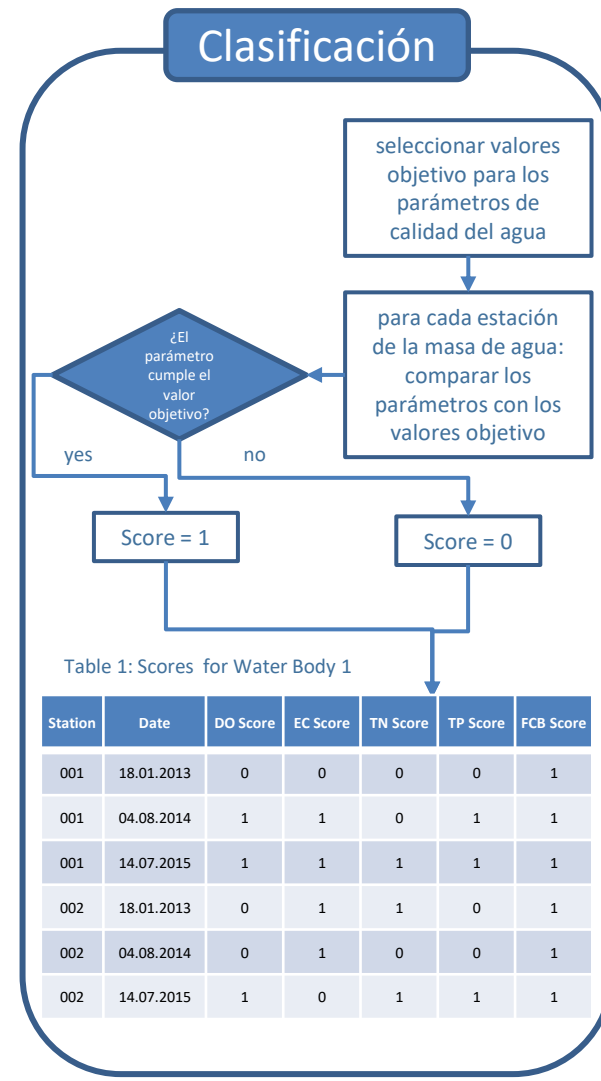 Clasificación
seleccionar valores
objetivo para los
parámetros de
calidad del agua
para cada estación
de la masa de agua:
comparar los
parámetros con los
valores objetivo
¿El
parámetro
cumple el
valor
objetivo?
yes
no
Score = 1
Score = 0
Table 1: Scores for Water Body 1
Station Date DO Score EC Score TN Score TP Score FCB Score
001 18.01.2013 0 0 0 0 1
001 04.08.2014 1 1 0 1 1
001 14.07.2015 1 1 1 1 1
002 18.01.2013 0 1 1 0 1
002 04.08.2014 0 1 0 0 1
002 14.07.2015 1 0 1 1 1